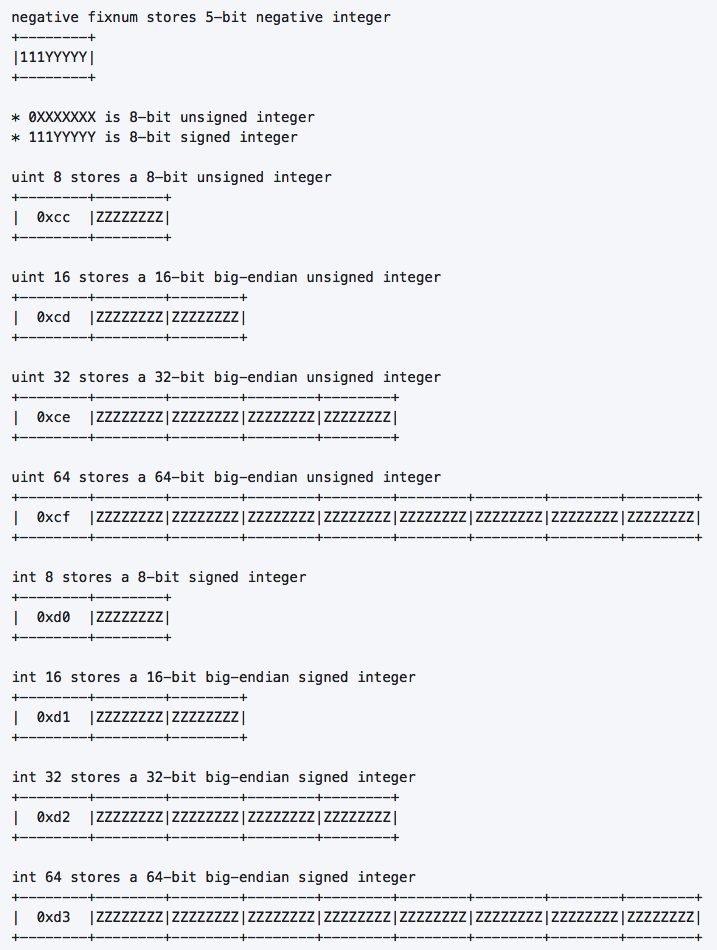 negative fixnum stores 5-bit negative integer
+--------+
|111YYYYY|
+--------+

* 0XXXXXXX is 8-bit unsigned integer
* 111YYYYY is 8-bit signed integer

uint 8 stores a 8-bit unsigned integer
+--------+--------+
|  0xcc  |ZZZZZZZZ|
+--------+--------+

uint 16 stores a 16-bit big-endian unsigned integer
+--------+--------+--------+
|  0xcd  |ZZZZZZZZ|ZZZZZZZZ|
+--------+--------+--------+

uint 32 stores a 32-bit big-endian unsigned integer
+--------+--------+--------+--------+--------+
|  0xce  |ZZZZZZZZ|ZZZZZZZZ|ZZZZZZZZ|ZZZZZZZZ|
+--------+--------+--------+--------+--------+

uint 64 stores a 64-bit big-endian unsigned integer
+--------+--------+--------+--------+--------+--------+--------+--------+--------+
|  0xcf  |ZZZZZZZZ|ZZZZZZZZ|ZZZZZZZZ|ZZZZZZZZ|ZZZZZZZZ|ZZZZZZZZ|ZZZZZZZZ|ZZZZZZZZ|
+--------+--------+--------+--------+--------+--------+--------+--------+--------+

int 8 stores a 8-bit signed integer
+--------+--------+
|  0xd0  |ZZZZZZZZ|
+--------+--------+

int 16 stores a 16-bit big-endian signed integer
+--------+--------+--------+
|  0xd1  |ZZZZZZZZ|ZZZZZZZZ|
+--------+--------+--------+

int 32 stores a 32-bit big-endian signed integer
+--------+--------+--------+--------+--------+
|  0xd2  |ZZZZZZZZ|ZZZZZZZZ|ZZZZZZZZ|ZZZZZZZZ|
+--------+--------+--------+--------+--------+

int 64 stores a 64-bit big-endian signed integer
+--------+--------+--------+--------+--------+--------+--------+--------+--------+
|  0xd3  |ZZZZZZZZ|ZZZZZZZZ|ZZZZZZZZ|ZZZZZZZZ|ZZZZZZZZ|ZZZZZZZZ|ZZZZZZZZ|ZZZZZZZZ|
+--------+--------+--------+--------+--------+--------+--------+--------+--------+